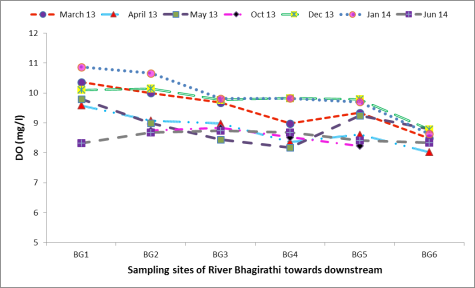 March 13 April 13 May 13 Oct 13 Dec 13 Jan 14 Jun 14
12
11
10
9
8
7
6
5
DO (mg/l)
BG1 BG2 BG3 BG4 BG5 BG6
Sampling sites of River Bhagirathi towards downstream